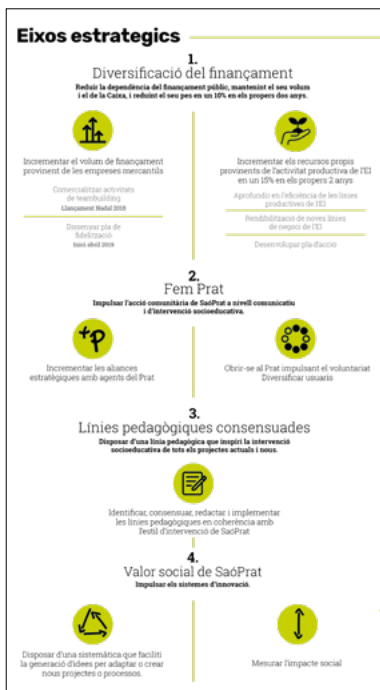 Eixos estrategics
1.
Diversificació del finançament
Reduir la dependència del finançament públic, mantenint el seu volum
i el de la Caixa, i reduint el seu pes en un 10% en els propers dos anys.
Incrementar el volum de finançament
provinent de les empreses mercantils
Comercialitzar activitats
de teambuilding
Llançament Nadal 2018
Dissenyar pla de
fidelització
Inici abril 2019
Incrementar els recursos propis
provinents de l'activitat productiva de l'EI
en un 15% en els propers 2 anys
Aprofundir en l'eficiència de les línies
productives de l'EI
Rendibilització de noves línies
de negoci de l'EI
Desenvolupar pla d'acció
2.
Fem Prat
Impulsar l'acció comunitària de SaóPrat a nivell comunicatiu
i d'intervenció socioeducativa.
+P
Incrementar les aliances
estratègiques amb agents del Prat
Obrir-se al Prat impulsant el voluntariat
Diversificar usuaris
3.
Línies pedagògiques consensuades
Disposar d'una línia pedagògica que inspiri la intervenció
socioeducativa de tots els projectes actuals i nous.
Identificar, consensuar, redactar i implementar
les línies pedagògiques en coherència amb
l'estil d'intervenció de SaóPrat
4.
Valor social de SaóPrat
Impulsar els sistemes d'innovació.
Disposar d'una sistemàtica que faciliti
la generació d'idees per adaptar o crear
nous projectes o processos.
Mesurar l'impacte social